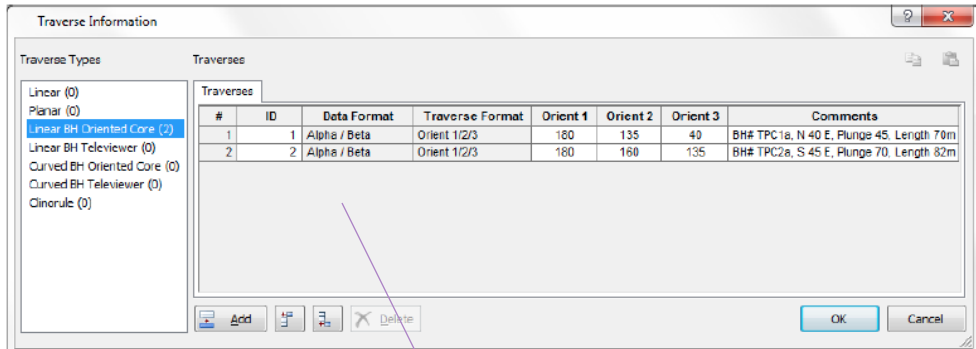 Traverse Information
Traverse Types
Traverses
Linear (0)
Planar (0)
Linear BH Oriented Core (2)
Linear BH Televiewer (0)
Curved BH Oriented Core (0)
Curved BH Televiewer (0)
Clinorule (0)
Traverses
# ID Data Format Traverse Format Orient 1 Orient 2 Orient 3 Comments
1 1 Alpha / Beta Orient 1/2/3 180 135 40 BH# TPC1a, N 40 E, Plunge 45, Length 70m
2 2 Alpha / Beta Orient 1/2/3 180 160 135 BH# TPC2a, S 45 E, Plunge 70, Length 82m
Add Delete OK Cancel